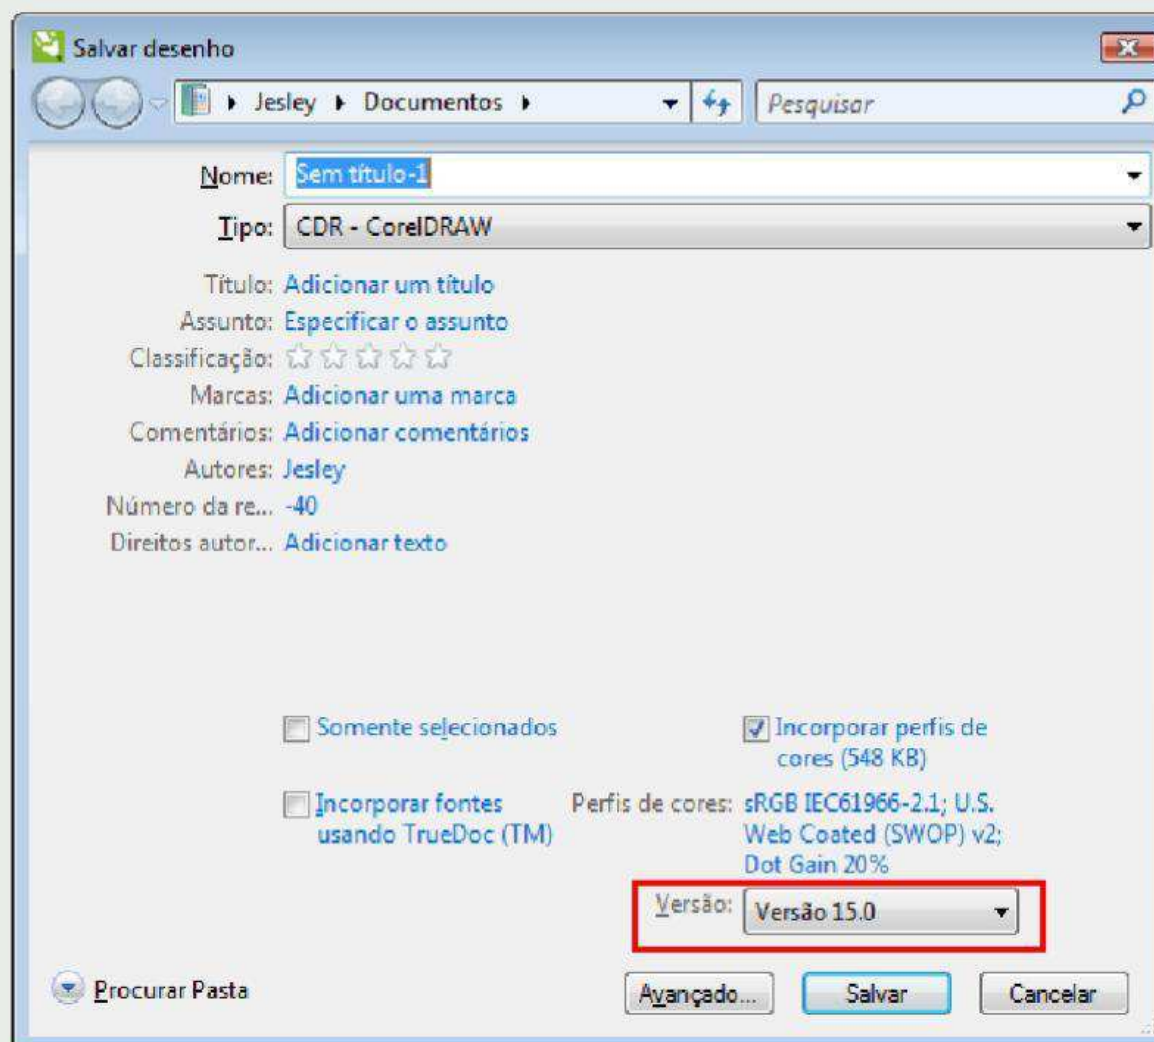 Salvar desenho
Jesley Documentos Pesquisar
Nome: Sem título-1
Tipo: CDR - CorelDRAW
Título: Adicionar um título
Assunto: Especificar o assunto
Classificação:
Marcas: Adicionar uma marca
Comentários: Adicionar comentários
Autores: Jesley
Número da re... -40
Direitos autor... Adicionar texto
Somente selecionados
Incorporar perfis de
cores (548 KB)
Incorporar fontes
usando TrueDoc (TM)
Perfis de cores: sRGB IEC61966-2.1; U.S.
Web Coated (SWOP) v2;
Dot Gain 20%
Versão: Versão 15.0
Procurar Pasta
Avançado... Salvar Cancelar